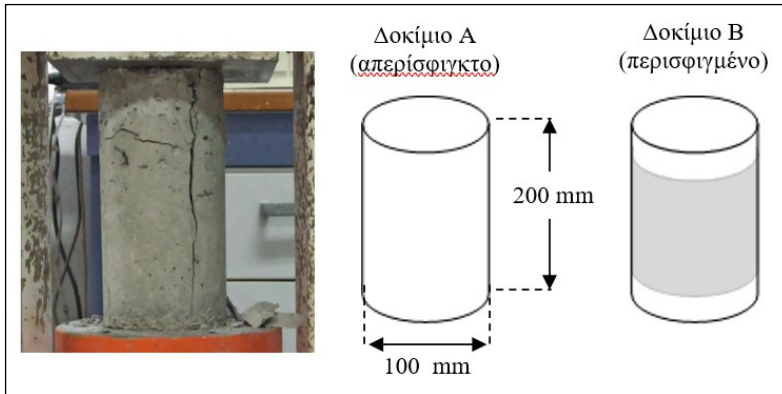 Δοκίμιο Α
(απερίσφιγκτο)
Δοκίμιο Β
(περισφιγμένο)
200 mm
100 mm